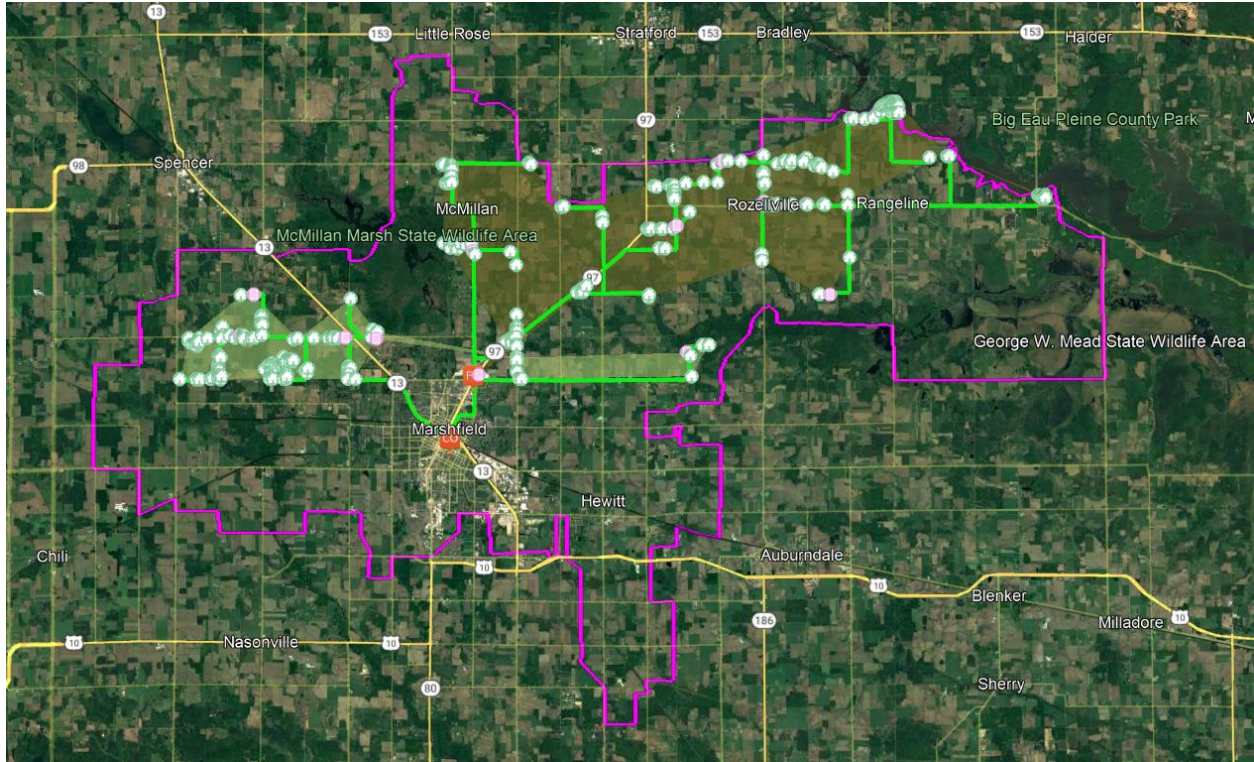 13
153
Little Rose
Stratford
153
Bradley
153
Halder
97
Big Eau Pleine County Park
M
98
Spencer
McMillan
Rozellville
Rangeline
McMillan Marsh State Wildlife Area
13
97
George W. Mead State Wildlife Area
97
13
Marshfield
CO
13
Hewitt
Chili
Auburndale
10
10
Blenker
186
Milladore
10
Nasonville
10
10
80
Sherry